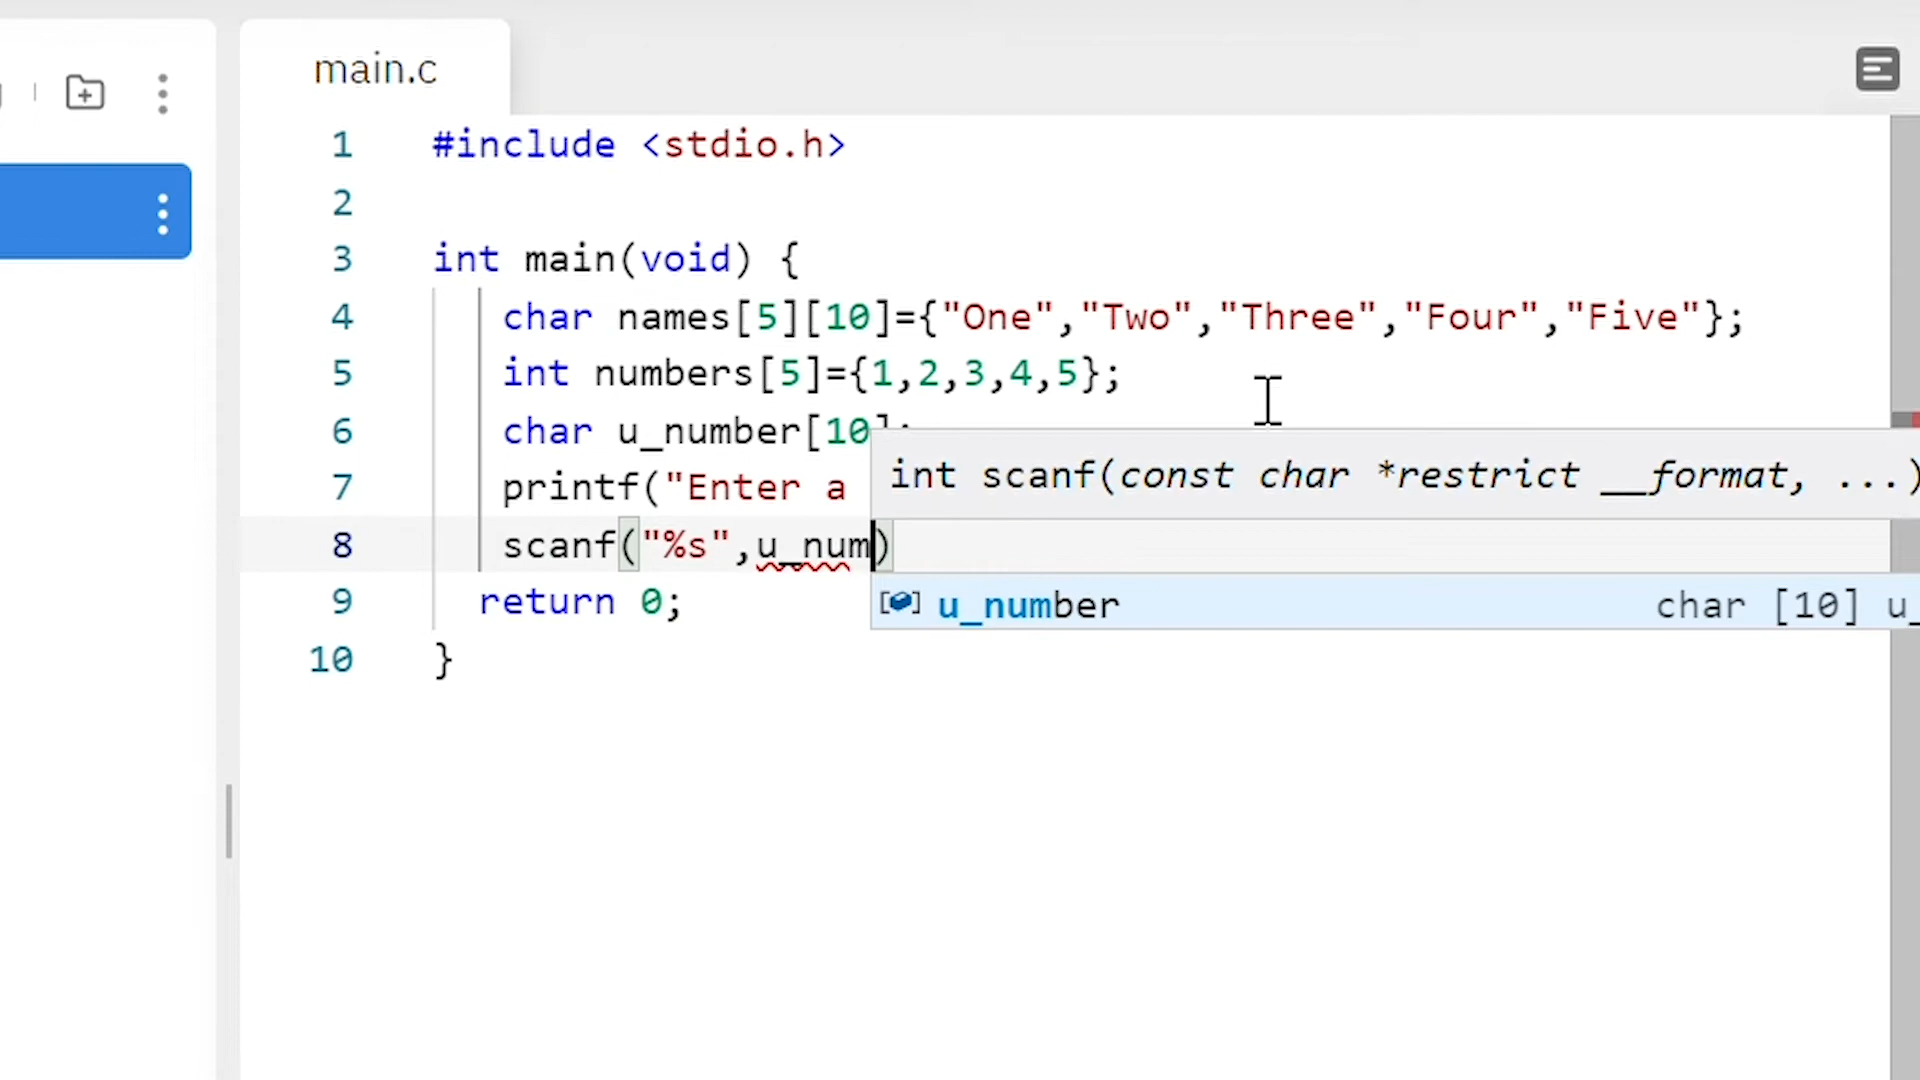 main.c
1 #include <stdio.h>
2
3 int main(void) {
4 char names[5][10]={"One","Two","Three","Four","Five"};
5 int numbers[5]={1,2,3,4,5};
6 char u_number[10];
int scanf(const char *restrict __format, ...)
7 printf("Enter a
8 scanf("%s",u_num)
u_number char [10] u_
9 return 0;
10 }